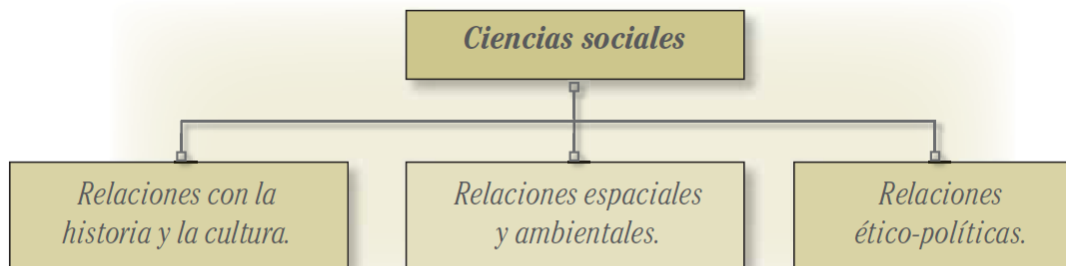 Ciencias sociales
Relaciones con la
historia y la cultura.
Relaciones espaciales
y ambientales.
Relaciones
ético-políticas.